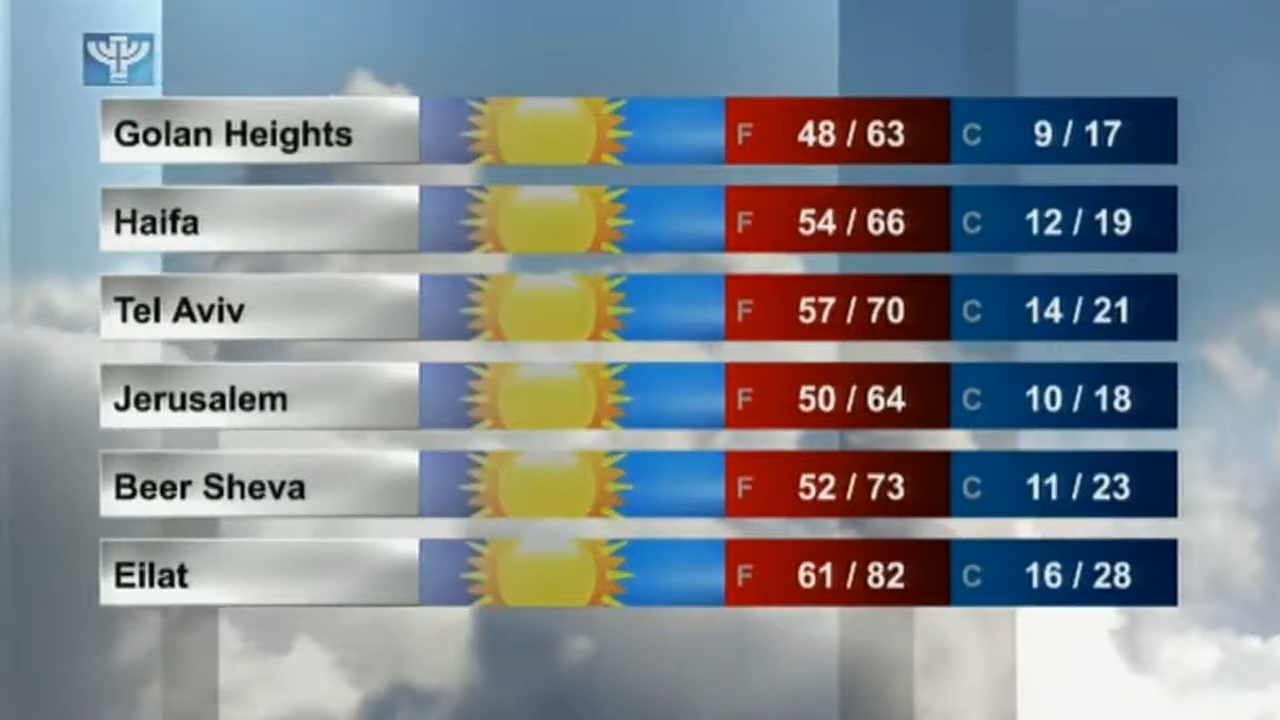 Golan Heights F 48 / 63 C 9 / 17
Haifa F 54 / 66 C 12 / 19
Tel Aviv F 57 / 70 C 14 / 21
Jerusalem F 50 / 64 C 10 / 18
Beer Sheva F 52 / 73 C 11 / 23
Eilat F 61 / 82 C 16 / 28